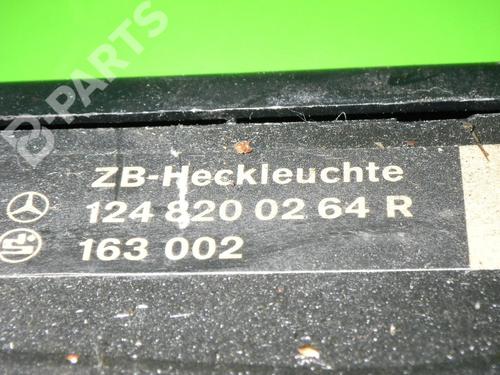 B-PARTS
ZB-Heckleuchte
124 820 02 64 R
163 002